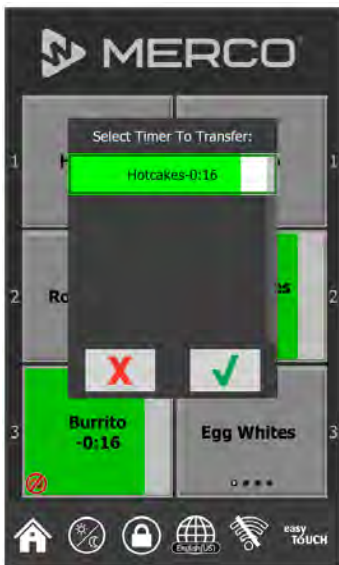 MERCO
Select Timer To Transfer:
Hotcakes-0:16
1
1
2
2
X
3
Burrito
-0:16
Egg Whites
3
English(US)
easy
TOUCH